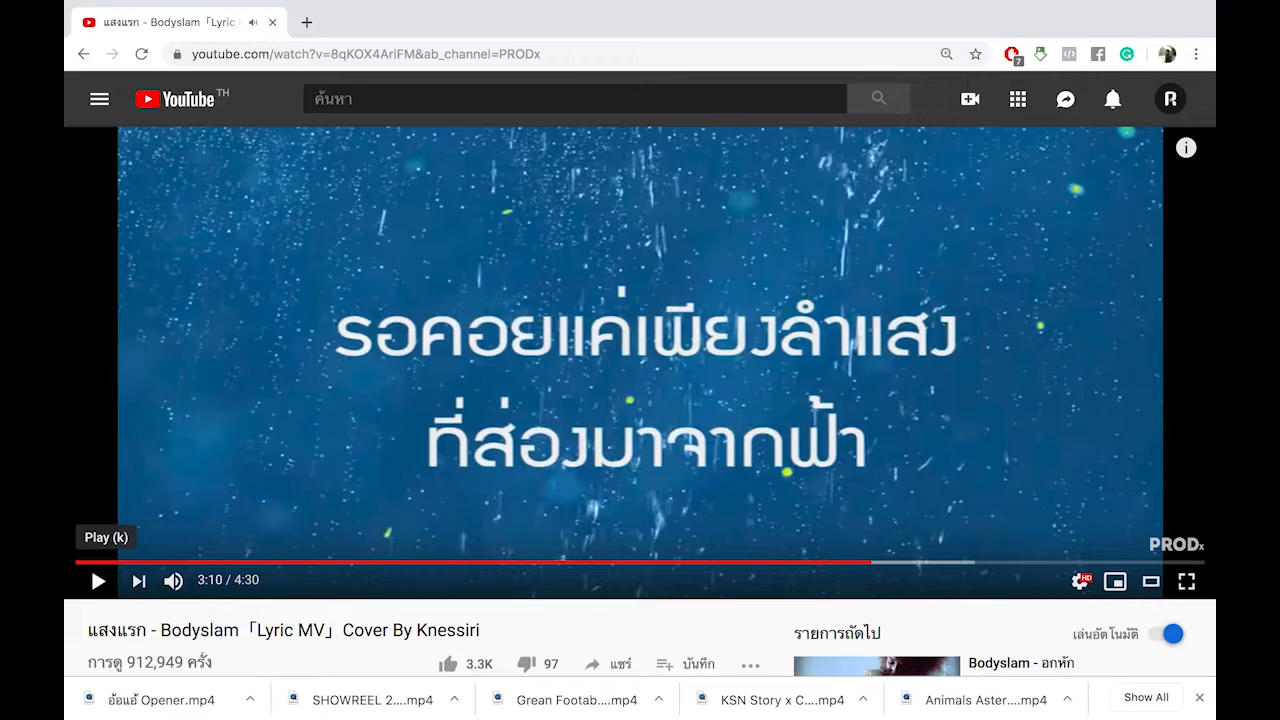 แสงแรก - Bodyslam「Lyric
youtube.com/watch?v=8qKOX4ArlFM&ab_channel=PRODx
7
YouTube TH
ค้นหา
R
รอคอยแค่เพียงลำแสง
ที่ส่องมาจากฟ้า
Play (k)
PRODx
3:10 / 4:30
HD
แสงแรก - Bodyslam「Lyric MV」Cover By Knessiri
รายการถัดไป
เล่นอัตโนมัติ
การดู 912,949 ครั้ง
3.3K
97
แชร์
บันทึก
Bodyslam - อกหัก
อ้อแอ้ Opener.mp4
SHOWREEL 2....mp4
Grean Footab...mp4
KSN Story x C....mp4
Animals Aster....mp4
Show All